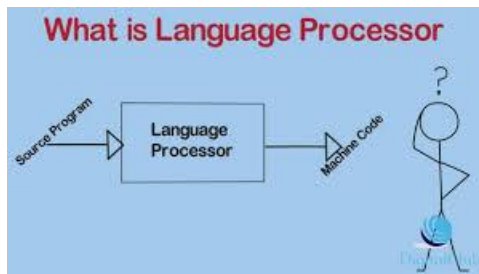 What is Language Processor
?
Source Program
Language
Processor
Machine Code